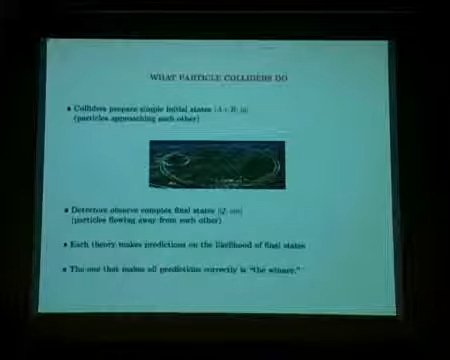 WHAT PARTICLE COLLIDERS DO
• Colliders prepare simple initial states |A + B; in⟩
(particles approaching each other)
• Detectors observe complex final states out⟩
(particles flowing away from each other)
• Each theory makes predictions on the likelihood of final states
• The one that makes all predictions correctly is "the winner."